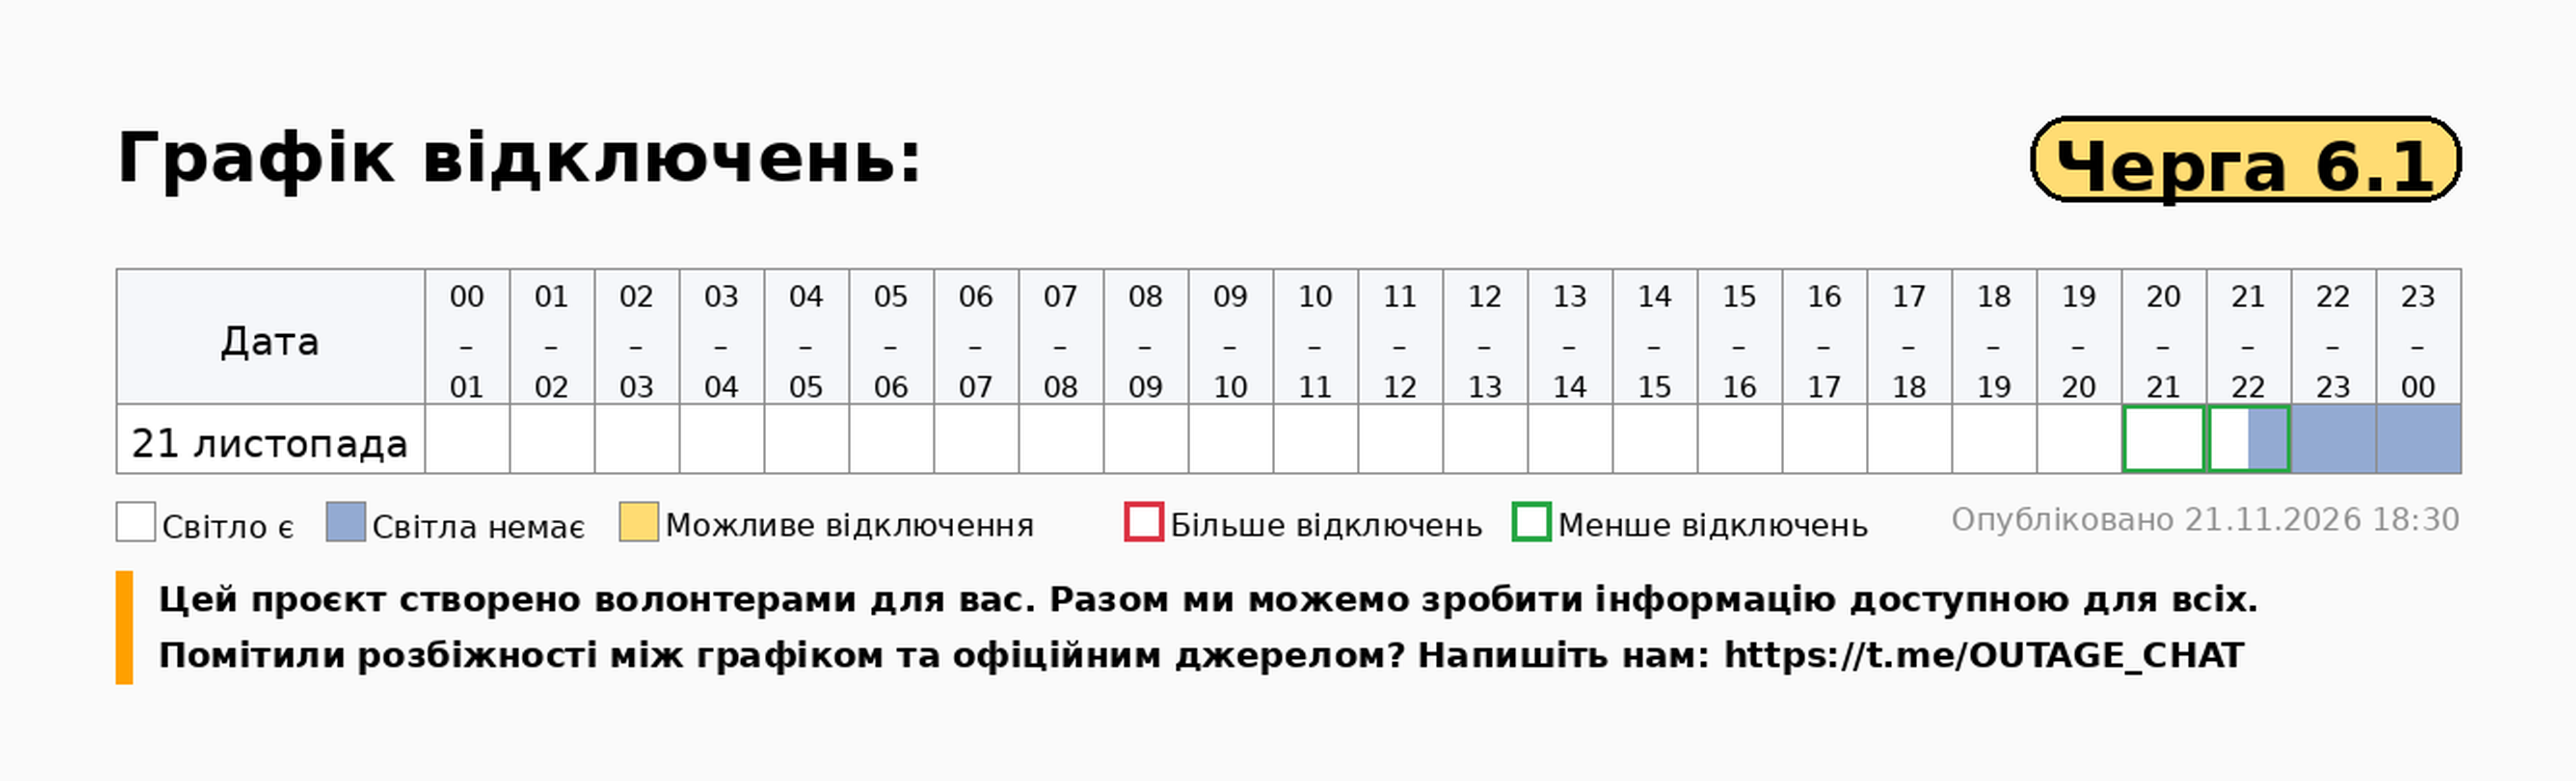 Графік відключень:
Черга 6.1
Дата
00 – 01
01 – 02
02 – 03
03 – 04
04 – 05
05 – 06
06 – 07
07 – 08
08 – 09
09 – 10
10 – 11
11 – 12
12 – 13
13 – 14
14 – 15
15 – 16
16 – 17
17 – 18
18 – 19
19 – 20
20 – 21
21 – 22
22 – 23
23 – 00
21 листопада
Світло є
Світла немає
Можливе відключення
Більше відключень
Менше відключень
Опубліковано 21.11.2026 18:30
Цей проєкт створено волонтерами для вас. Разом ми можемо зробити інформацію доступною для всіх.
Помітили розбіжності між графіком та офіційним джерелом? Напишіть нам: https://t.me/OUTAGE_CHAT